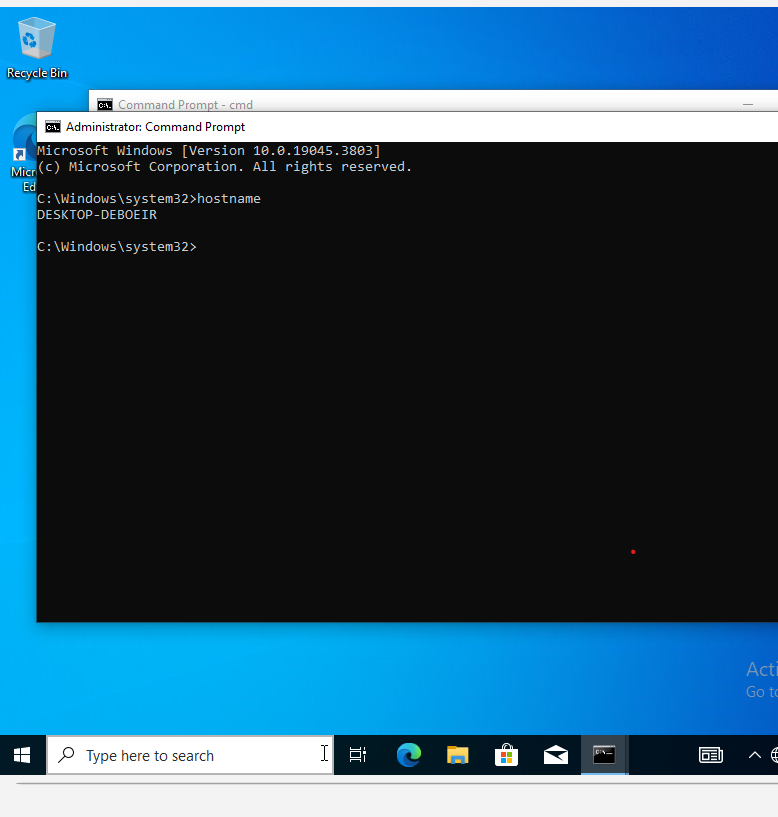 Recycle Bin
Command Prompt - cmd
Administrator: Command Prompt
Microsoft Windows [Version 10.0.19045.3803]
(c) Microsoft Corporation. All rights reserved.
C:\Windows\system32>hostname
DESKTOP-DEBOEIR
C:\Windows\system32>
Micr
Ed
Acti
Go to
Type here to search